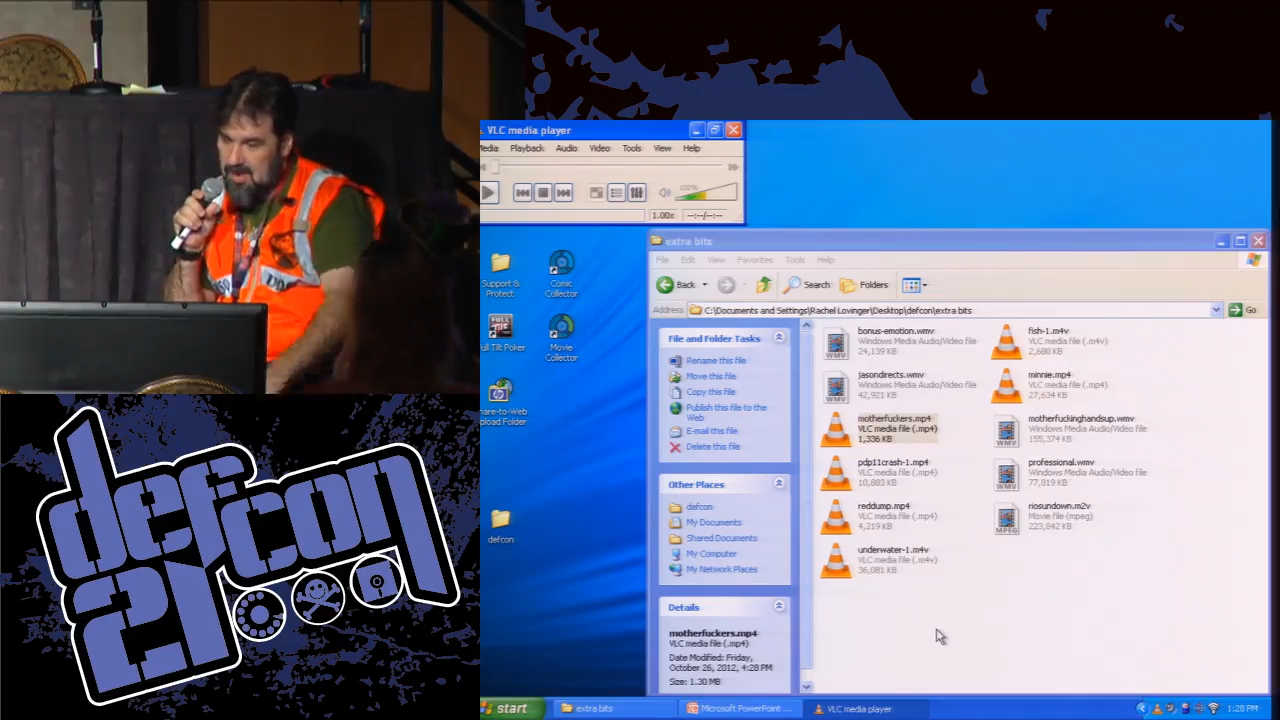 VLC media player
Media Playback Audio Video Tools View Help
100%
1.00x --:--/--:--
Support & Protect
Comic Collector
Full Tilt Poker
Movie Collector
Share-to-Web Upload Folder
defcon
extra bits
File Edit View Favorites Tools Help
Back Search Folders
Address C:\Documents and Settings\Rachel Lovinger\Desktop\defcon\extra bits Go
File and Folder Tasks
Rename this file
Move this file
Copy this file
Publish this file to the
Web
E-mail this file
Delete this file
Other Places
defcon
My Documents
Shared Documents
My Computer
My Network Places
Details
motherfuckers.mp4
VLC media file (.mp4)
Date Modified: Friday,
October 26, 2012, 4:28 PM
Size: 1.30 MB
bonus-emotion.wmv
Windows Media Audio/Video file
24,139 KB
fish-1.m4v
VLC media file (.m4v)
2,680 KB
jasondirects.wmv
Windows Media Audio/Video file
42,921 KB
minnie.mp4
VLC media file (.mp4)
27,634 KB
motherfuckers.mp4
VLC media file (.mp4)
1,336 KB
motherfuckinghandsup.wmv
Windows Media Audio/Video file
155,374 KB
pdp11crash-1.mp4
VLC media file (.mp4)
10,883 KB
professional.wmv
Windows Media Audio/Video file
77,819 KB
reddump.mp4
VLC media file (.mp4)
4,219 KB
riosundown.m2v
Movie file (mpeg)
223,842 KB
underwater-1.m4v
VLC media file (.m4v)
36,081 KB
start extra bits Microsoft PowerPoint ... VLC media player 1:28 PM
defcon
21